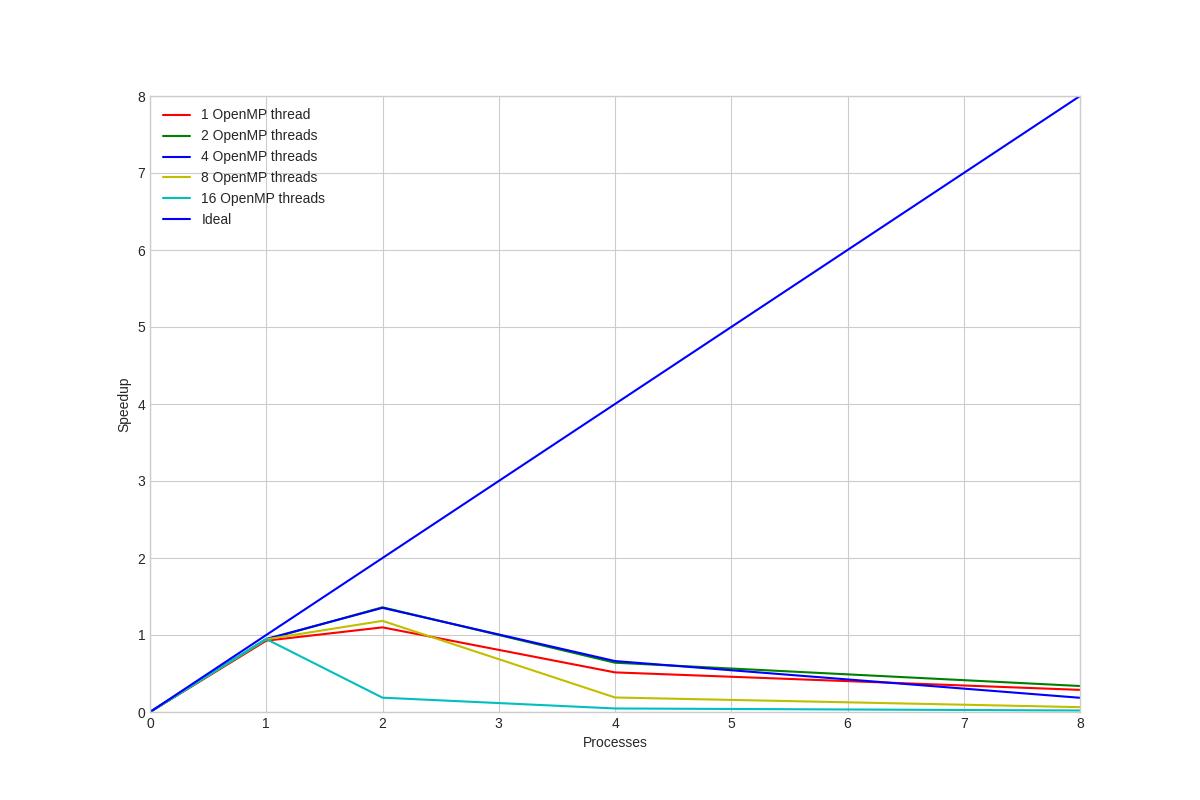 8
7
6
5
4
3
2
1
0
Speedup
1 OpenMP thread
2 OpenMP threads
4 OpenMP threads
8 OpenMP threads
16 OpenMP threads
Ideal
0 1 2 3 4 5 6 7 8
Processes